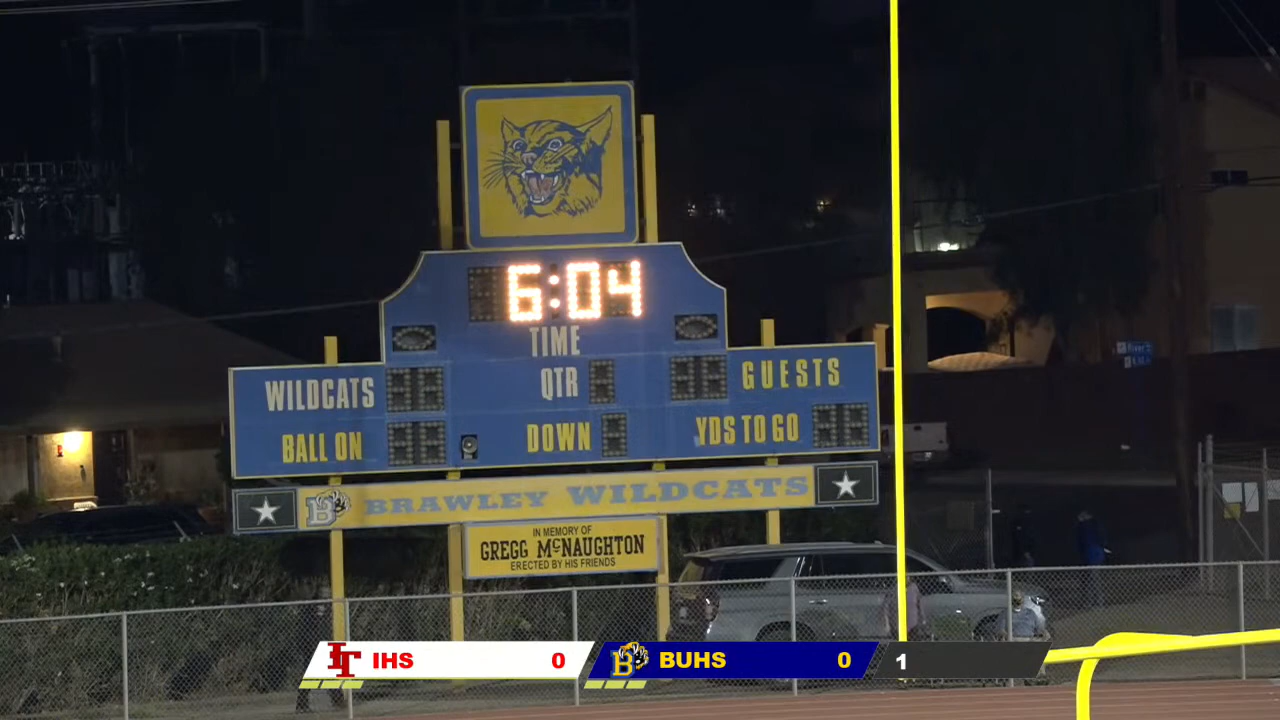 6:04
TIME
WILDCATS
QTR
GUESTS
BALL ON
DOWN
YDS TO GO
B BRAWLEY WILDCATS
IN MEMORY OF
GREGG McNAUGHTON
ERECTED BY HIS FRIENDS
IHS 0 B BUHS 0 1